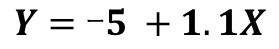 Y = −5 + 1.1X